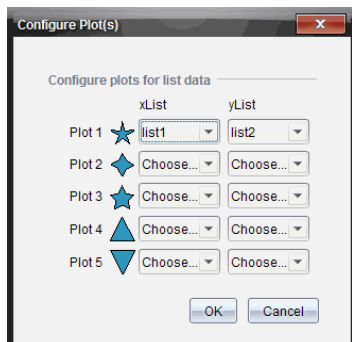 Configure Plot(s)
Configure plots for list data
xList yList
Plot 1 list1 list2
Plot 2 Choose... Choose...
Plot 3 Choose... Choose...
Plot 4 Choose... Choose...
Plot 5 Choose... Choose...
OK Cancel